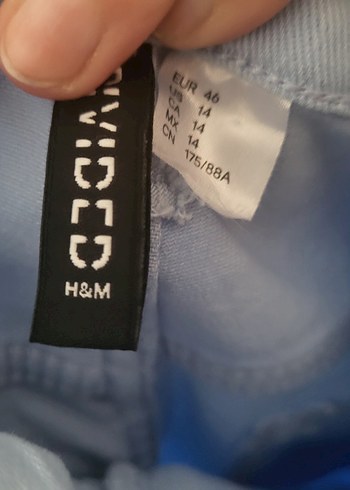 DIVIDED
H&M
EUR 46
US 14
CA 14
MX 14
CN 175/88A